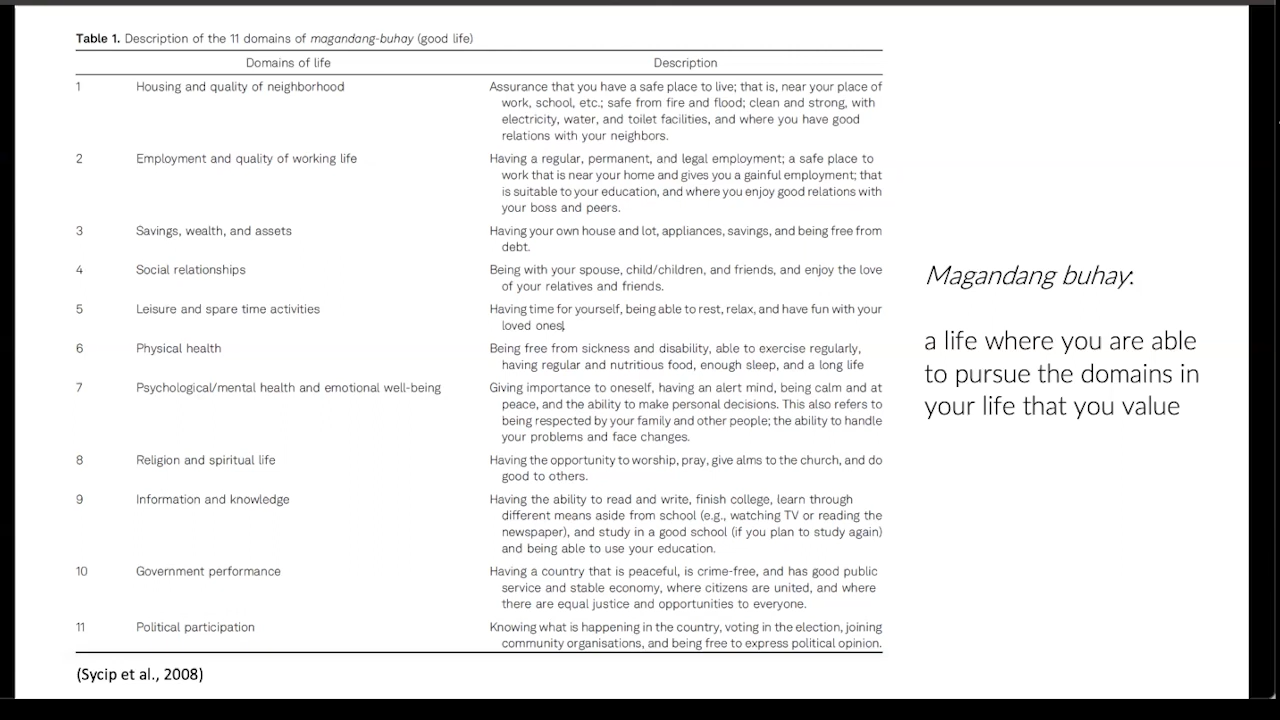 Table 1. Description of the 11 domains of magandang-buhay (good life)
Domains of life Description
1 Housing and quality of neighborhood Assurance that you have a safe place to live; that is, near your place of
work, school, etc.; safe from fire and flood; clean and strong, with
electricity, water, and toilet facilities, and where you have good
relations with your neighbors.
2 Employment and quality of working life Having a regular, permanent, and legal employment; a safe place to
work that is near your home and gives you a gainful employment; that
is suitable to your education, and where you enjoy good relations with
your boss and peers.
3 Savings, wealth, and assets Having your own house and lot, appliances, savings, and being free from
debt.
4 Social relationships Being with your spouse, child/children, and friends, and enjoy the love
of your relatives and friends.
5 Leisure and spare time activities Having time for yourself, being able to rest, relax, and have fun with your
loved ones.
6 Physical health Being free from sickness and disability, able to exercise regularly,
having regular and nutritious food, enough sleep, and a long life
7 Psychological/mental health and emotional well-being Giving importance to oneself, having an alert mind, being calm and at
peace, and the ability to make personal decisions. This also refers to
being respected by your family and other people; the ability to handle
your problems and face changes.
8 Religion and spiritual life Having the opportunity to worship, pray, give alms to the church, and do
good to others.
9 Information and knowledge Having the ability to read and write, finish college, learn through
different means aside from school (e.g., watching TV or reading the
newspaper), and study in a good school (if you plan to study again)
and being able to use your education.
10 Government performance Having a country that is peaceful, is crime-free, and has good public
service and stable economy, where citizens are united, and where
there are equal justice and opportunities to everyone.
11 Political participation Knowing what is happening in the country, voting in the election, joining
community organisations, and being free to express political opinion.
(Sycip et al., 2008)
Magandang buhay:
a life where you are able
to pursue the domains in
your life that you value